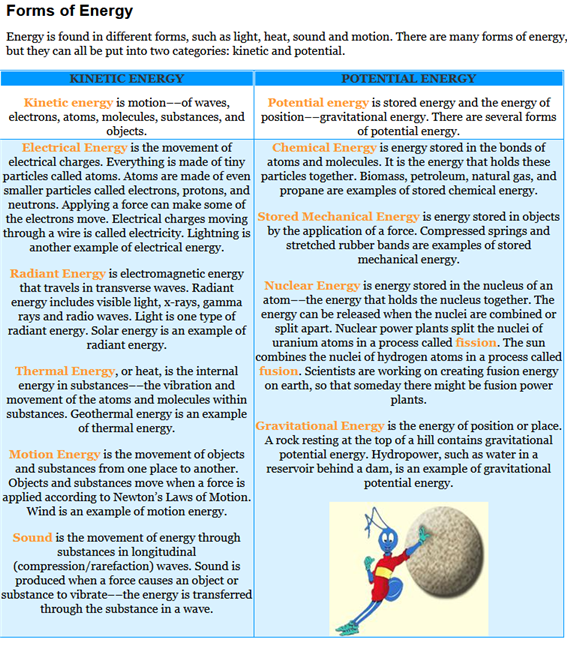 Forms of Energy
Energy is found in different forms, such as light, heat, sound and motion. There are many forms of energy,
but they can all be put into two categories: kinetic and potential.
KINETIC ENERGY
Kinetic energy is motion––of waves,
electrons, atoms, molecules, substances, and
objects.
Electrical Energy is the movement of
electrical charges. Everything is made of tiny
particles called atoms. Atoms are made of even
smaller particles called electrons, protons, and
neutrons. Applying a force can make some of
the electrons move. Electrical charges moving
through a wire is called electricity. Lightning is
another example of electrical energy.
Radiant Energy is electromagnetic energy
that travels in transverse waves. Radiant
energy includes visible light, x-rays, gamma
rays and radio waves. Light is one type of
radiant energy. Solar energy is an example of
radiant energy.
Thermal Energy, or heat, is the internal
energy in substances––the vibration and
movement of the atoms and molecules within
substances. Geothermal energy is an example
of thermal energy.
Motion Energy is the movement of objects
and substances from one place to another.
Objects and substances move when a force is
applied according to Newton’s Laws of Motion.
Wind is an example of motion energy.
Sound is the movement of energy through
substances in longitudinal
(compression/rarefaction) waves. Sound is
produced when a force causes an object or
substance to vibrate––the energy is transferred
through the substance in a wave.
POTENTIAL ENERGY
Potential energy is stored energy and the energy of
position––gravitational energy. There are several forms
of potential energy.
Chemical Energy is energy stored in the bonds of
atoms and molecules. It is the energy that holds these
particles together. Biomass, petroleum, natural gas, and
propane are examples of stored chemical energy.
Stored Mechanical Energy is energy stored in objects
by the application of a force. Compressed springs and
stretched rubber bands are examples of stored
mechanical energy.
Nuclear Energy is energy stored in the nucleus of an
atom––the energy that holds the nucleus together. The
energy can be released when the nuclei are combined or
split apart. Nuclear power plants split the nuclei of
uranium atoms in a process called fission. The sun
combines the nuclei of hydrogen atoms in a process called
fusion. Scientists are working on creating fusion energy
on earth, so that someday there might be fusion power
plants.
Gravitational Energy is the energy of position or place.
A rock resting at the top of a hill contains gravitational
potential energy. Hydropower, such as water in a
reservoir behind a dam, is an example of gravitational
potential energy.